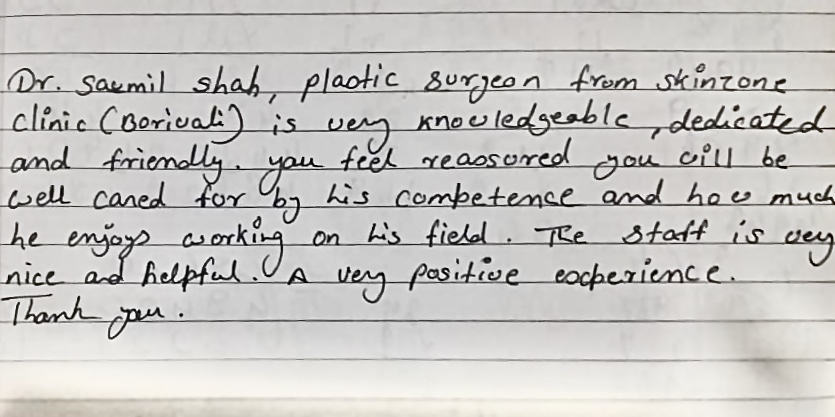 Dr. Saumil shah, plastic surgeon from skinzone
clinic (Borivali) is very knowledgeable, dedicated
and friendly. you feel reassured you will be
well cared for by his competence and how much
he enjoys working on his field. The staff is very
nice and helpful. A very positive experience.
Thank you.